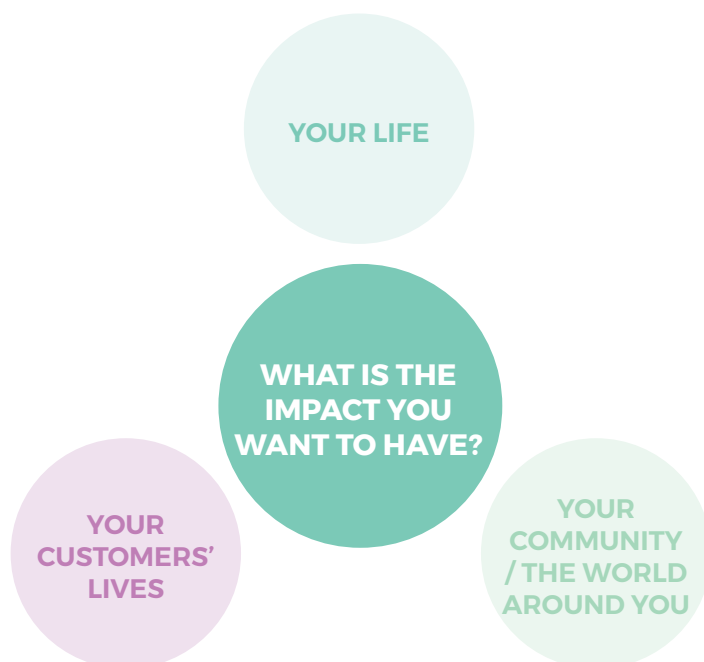 YOUR LIFE
WHAT IS THE
IMPACT YOU
WANT TO HAVE?
YOUR
CUSTOMERS’
LIVES
YOUR
COMMUNITY
/ THE WORLD
AROUND YOU